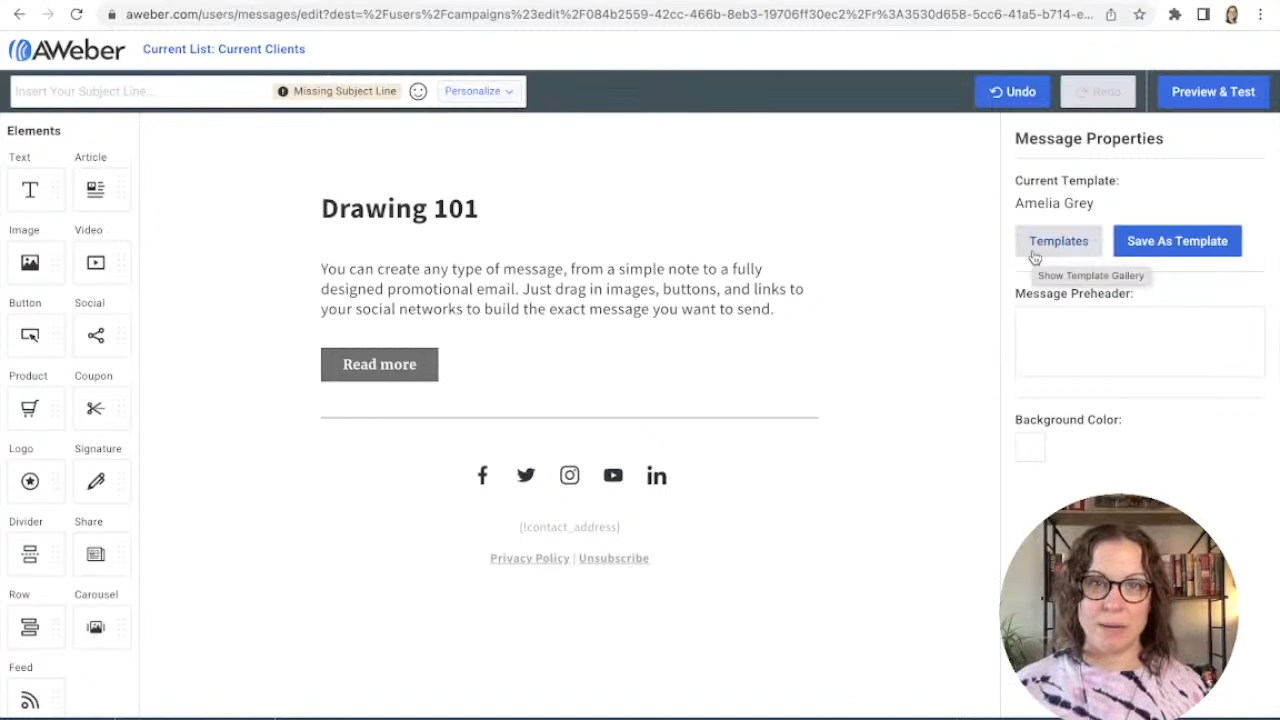 aweber.com/users/messages/edit?dest=%2Fusers%2Fcampaigns%23edit%2F084b2559-42cc-466b-8eb3-19706ff30ec2%2Fr%3A3530d658-5cc6-41a5-b714-e...
AWeber
Current List: Current Clients
Insert Your Subject Line...
Missing Subject Line
Personalize
Undo
Redo
Preview & Test
Elements
Text
Article
Image
Video
Button
Social
Product
Coupon
Logo
Signature
Divider
Share
Row
Carousel
Feed
Drawing 101
You can create any type of message, from a simple note to a fully
designed promotional email. Just drag in images, buttons, and links to
your social networks to build the exact message you want to send.
Read more
{!contact_address}
Privacy Policy | Unsubscribe
Message Properties
Current Template:
Amelia Grey
Templates
Save As Template
Show Template Gallery
Message Preheader:
Background Color: